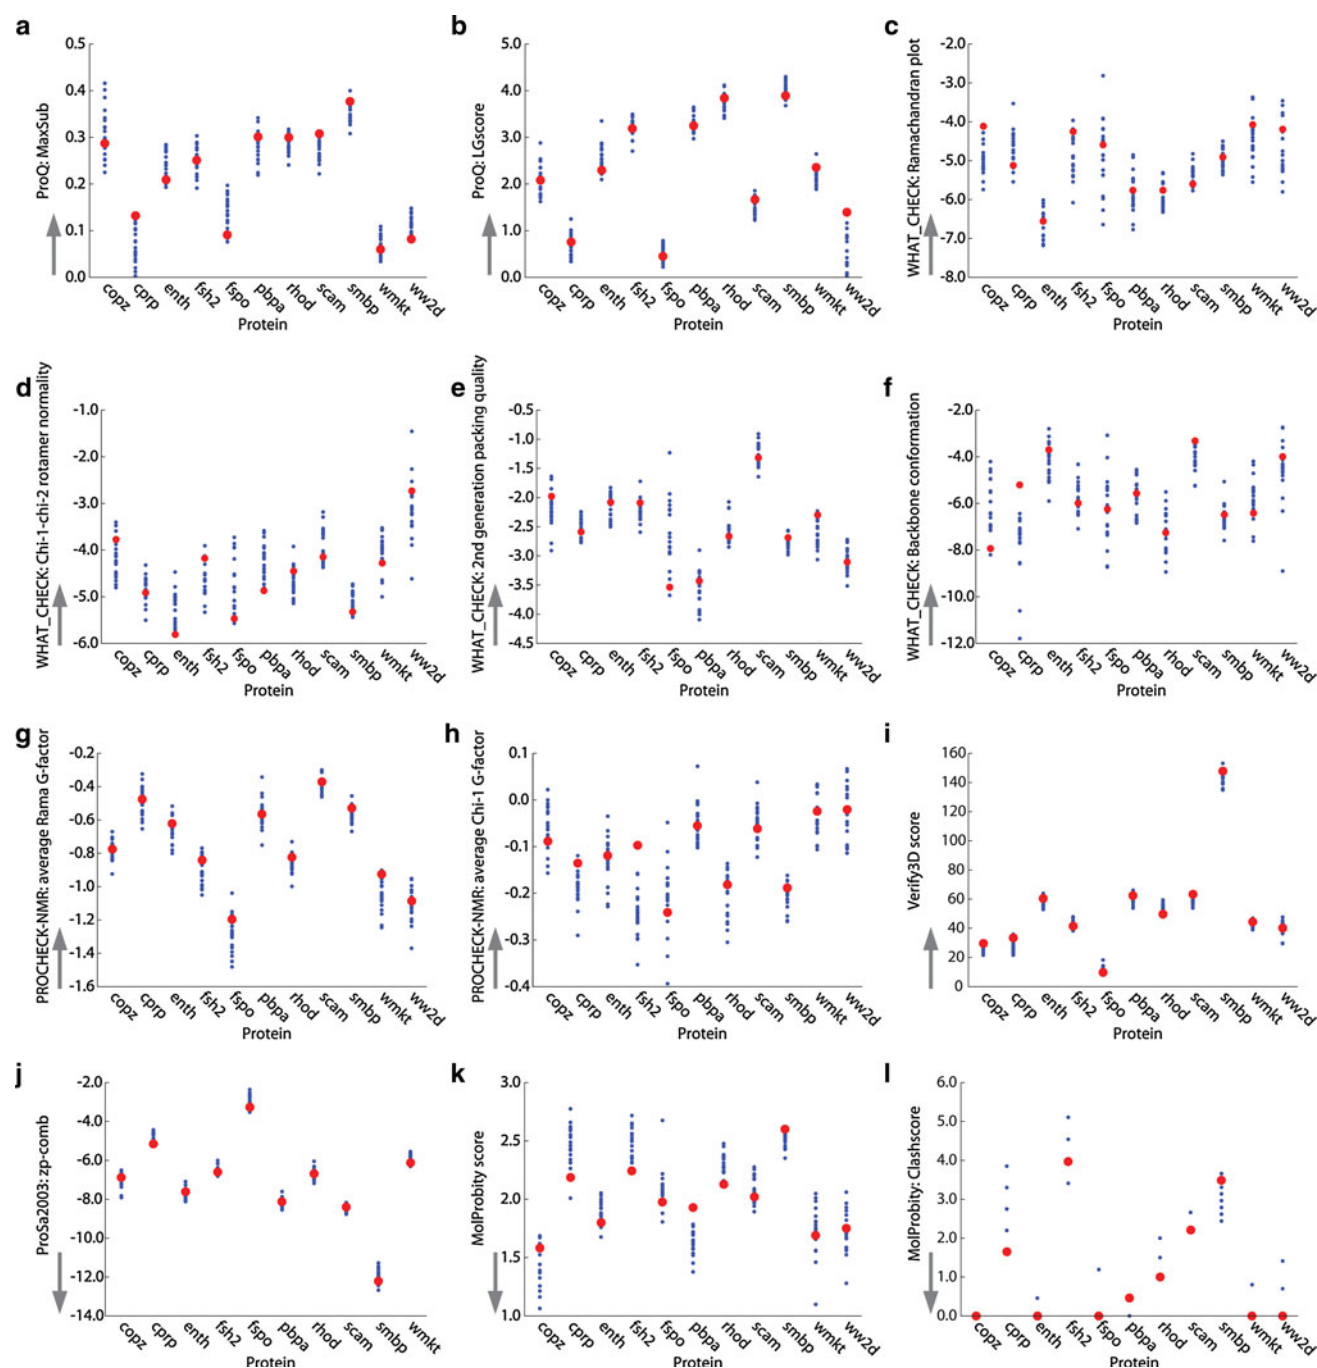 a
ProQ: MaxSub
0.5
0.4
0.3
0.2
0.1
0.0
copz cprp enth fsh2 fspo pbpa rhod scam smbp wmkt ww2d
Protein
b
ProQ: LGscore
5.0
4.0
3.0
2.0
1.0
0.0
copz cprp enth fsh2 fspo pbpa rhod scam smbp wmkt ww2d
Protein
c
WHAT_CHECK: Ramachandran plot
-2.0
-3.0
-4.0
-5.0
-6.0
-7.0
-8.0
copz cprp enth fsh2 fspo pbpa rhod scam smbp wmkt ww2d
Protein
d
WHAT_CHECK: Chi-1-chi-2 rotamer normality
-1.0
-2.0
-3.0
-4.0
-5.0
-6.0
copz cprp enth fsh2 fspo pbpa rhod scam smbp wmkt ww2d
Protein
e
WHAT_CHECK: 2nd generation packing quality
-0.5
-1.0
-1.5
-2.0
-2.5
-3.0
-3.5
-4.0
-4.5
copz cprp enth fsh2 fspo pbpa rhod scam smbp wmkt ww2d
Protein
f
WHAT_CHECK: Backbone conformation
-2.0
-4.0
-6.0
-8.0
-10.0
-12.0
copz cprp enth fsh2 fspo pbpa rhod scam smbp wmkt ww2d
Protein
g
PROCHECK-NMR: average Rama G-factor
-0.2
-0.4
-0.6
-0.8
-1.0
-1.2
-1.4
-1.6
copz cprp enth fsh2 fspo pbpa rhod scam smbp wmkt ww2d
Protein
h
PROCHECK-NMR: average Chi-1 G-factor
0.1
0.0
-0.1
-0.2
-0.3
-0.4
copz cprp enth fsh2 fspo pbpa rhod scam smbp wmkt ww2d
Protein
i
Verify3D score
160
140
120
100
80
60
40
20
0
copz cprp enth fsh2 fspo pbpa rhod scam smbp wmkt ww2d
Protein
j
ProSa2003: zp-comb
-2.0
-4.0
-6.0
-8.0
-10.0
-12.0
-14.0
copz cprp enth fsh2 fspo pbpa rhod scam smbp wmkt
Protein
k
MolProbity score
3.0
2.5
2.0
1.5
1.0
copz cprp enth fsh2 fspo pbpa rhod scam smbp wmkt ww2d
Protein
l
MolProbity: Clashscore
6.0
5.0
4.0
3.0
2.0
1.0
0.0
copz cprp enth fsh2 fspo pbpa rhod scam smbp wmkt ww2d
Protein